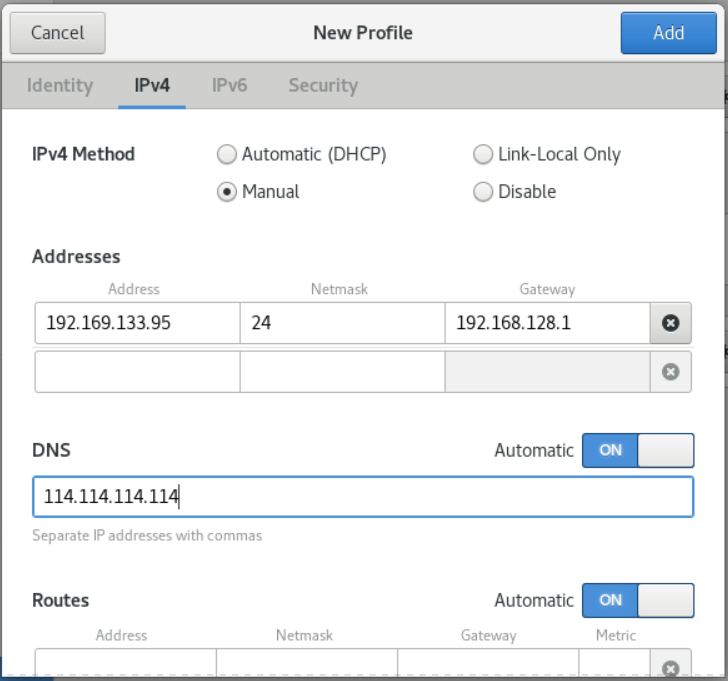 Cancel New Profile Add
Identity IPv4 IPv6 Security
IPv4 Method Automatic (DHCP) Link-Local Only
Manual Disable
Addresses
Address Netmask Gateway
192.169.133.95 24 192.168.128.1
DNS Automatic ON
114.114.114.114
Separate IP addresses with commas
Routes Automatic ON
Address Netmask Gateway Metric